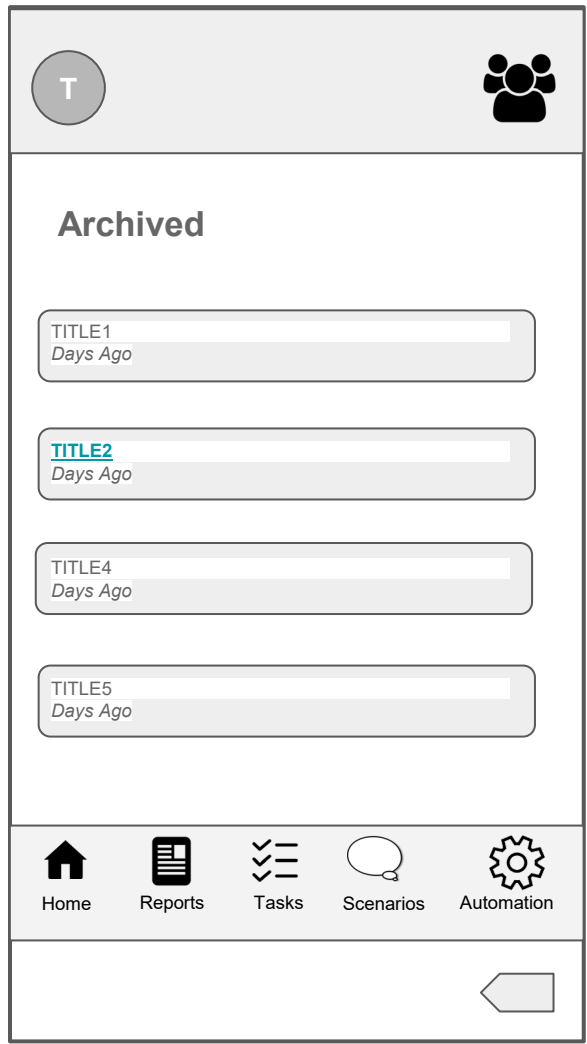 T
Archived
TITLE1
Days Ago
TITLE2
Days Ago
TITLE4
Days Ago
TITLE5
Days Ago
Home Reports Tasks Scenarios Automation